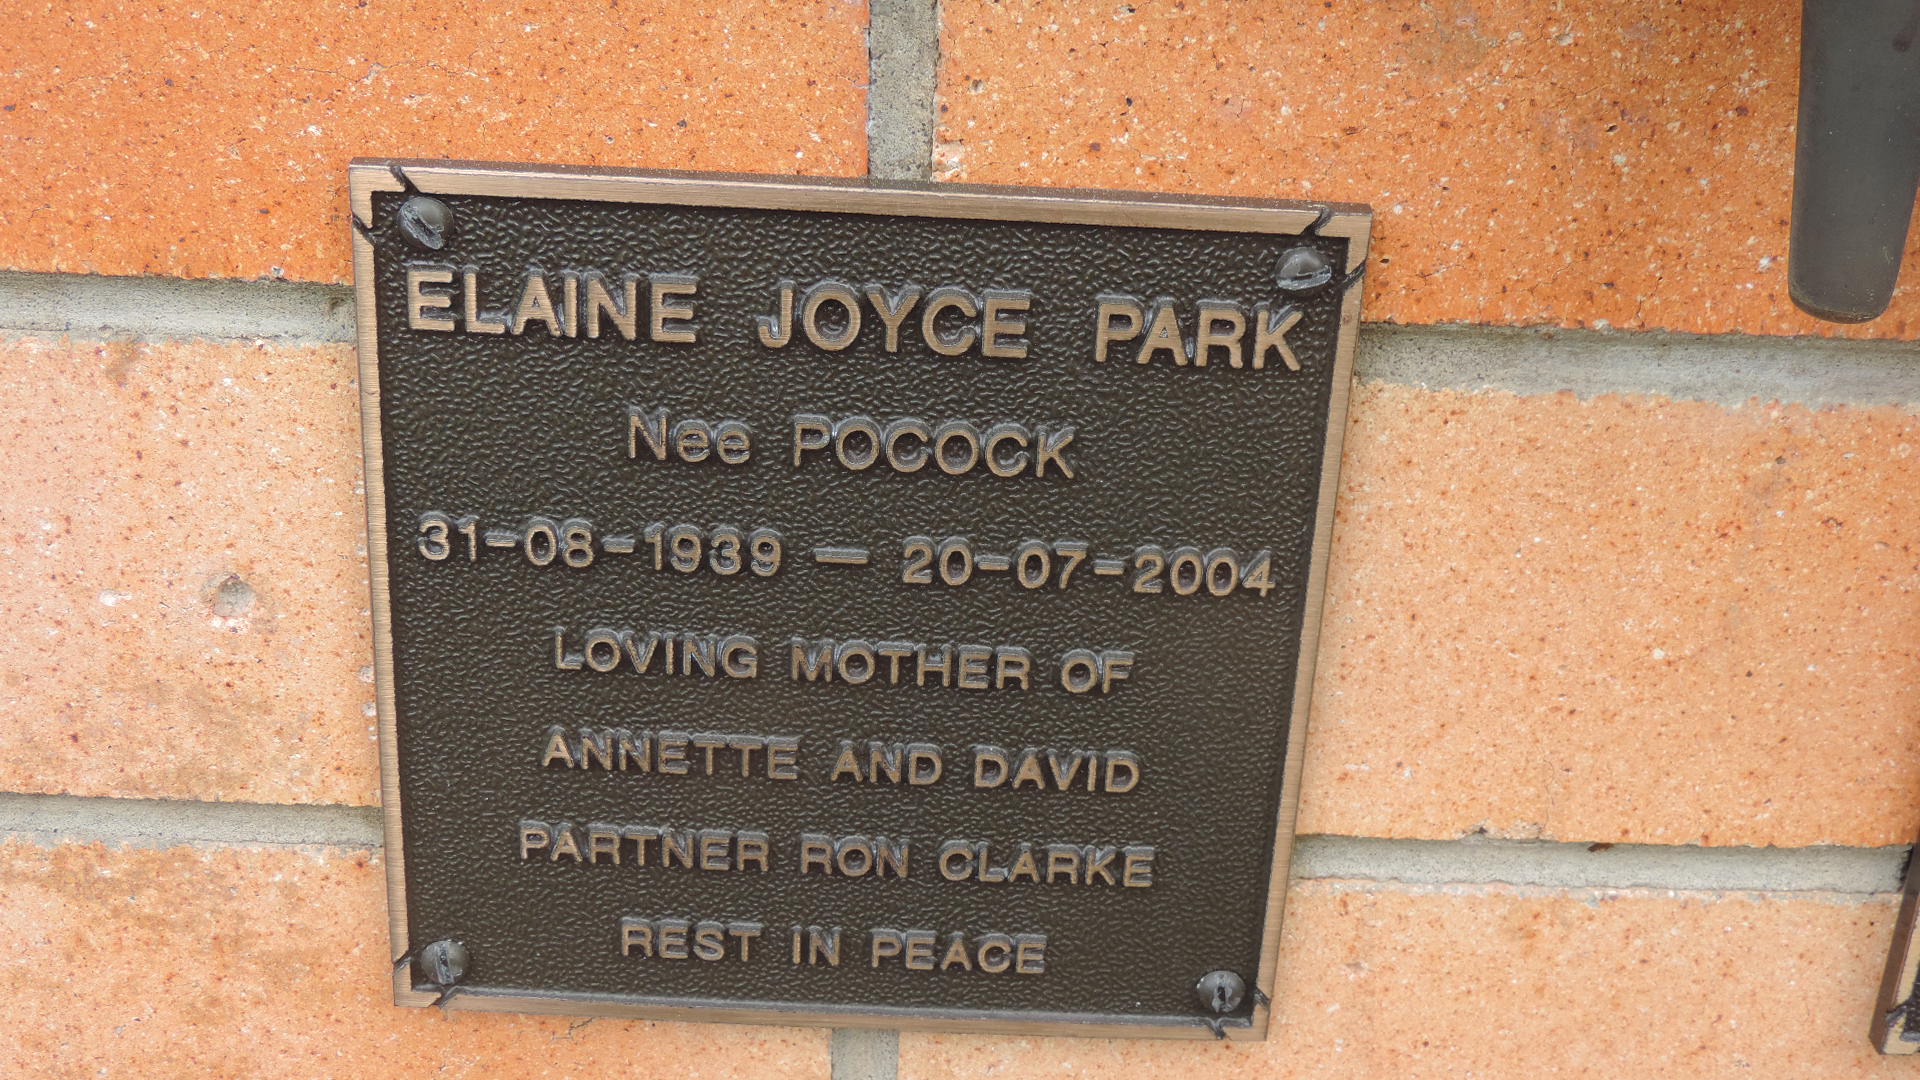 ELAINE JOYCE PARK
Nee POCOCK
31-08-1939 — 20-07-2004
LOVING MOTHER OF
ANNETTE AND DAVID
PARTNER RON CLARKE
REST IN PEACE